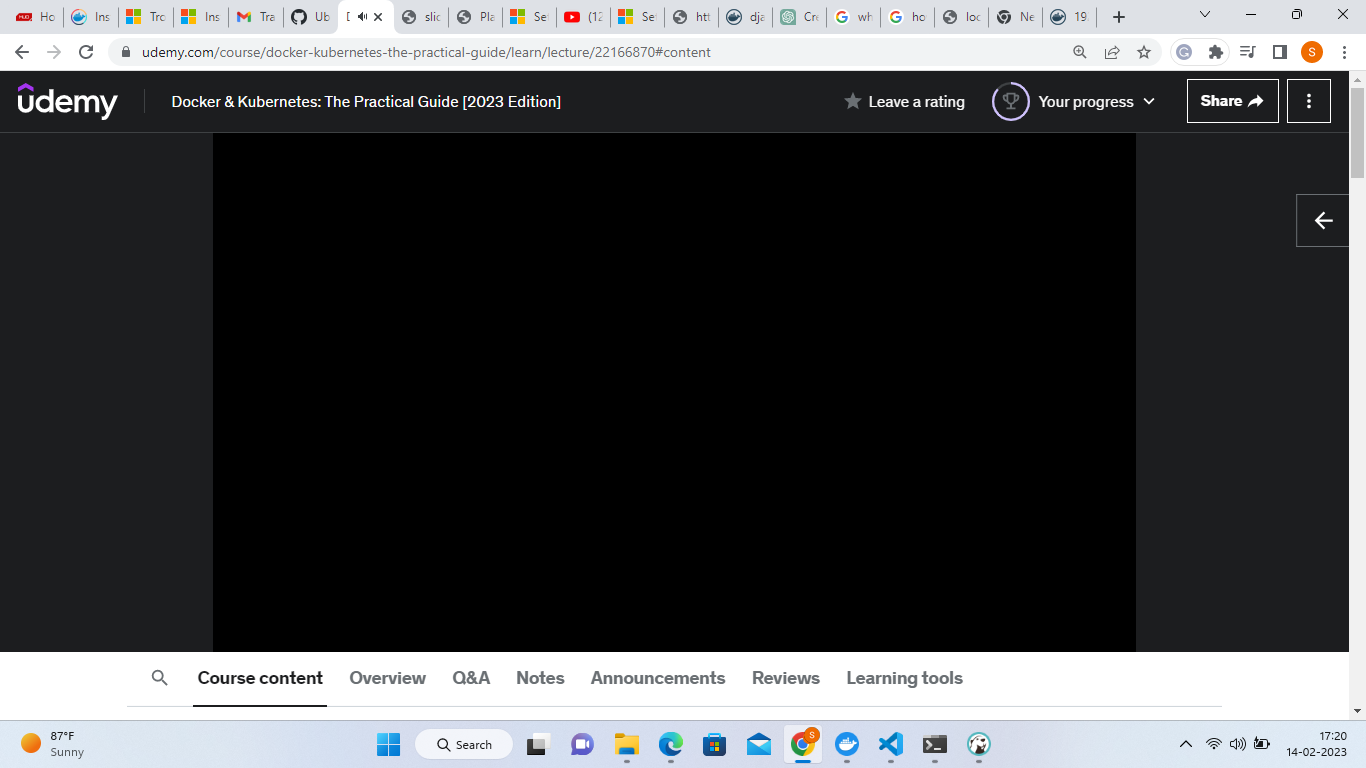 Ho Ins Tro Ins Tra Ub slic Pla Se (12 Se htt dja Cre wh ho loc Ne 19.
udemy.com/course/docker-kubernetes-the-practical-guide/learn/lecture/22166870#content
S
ûdemy Docker & Kubernetes: The Practical Guide [2023 Edition] Leave a rating Your progress Share
Course content Overview Q&A Notes Announcements Reviews Learning tools
87°F
Sunny
Search
S
17:20
14-02-2023